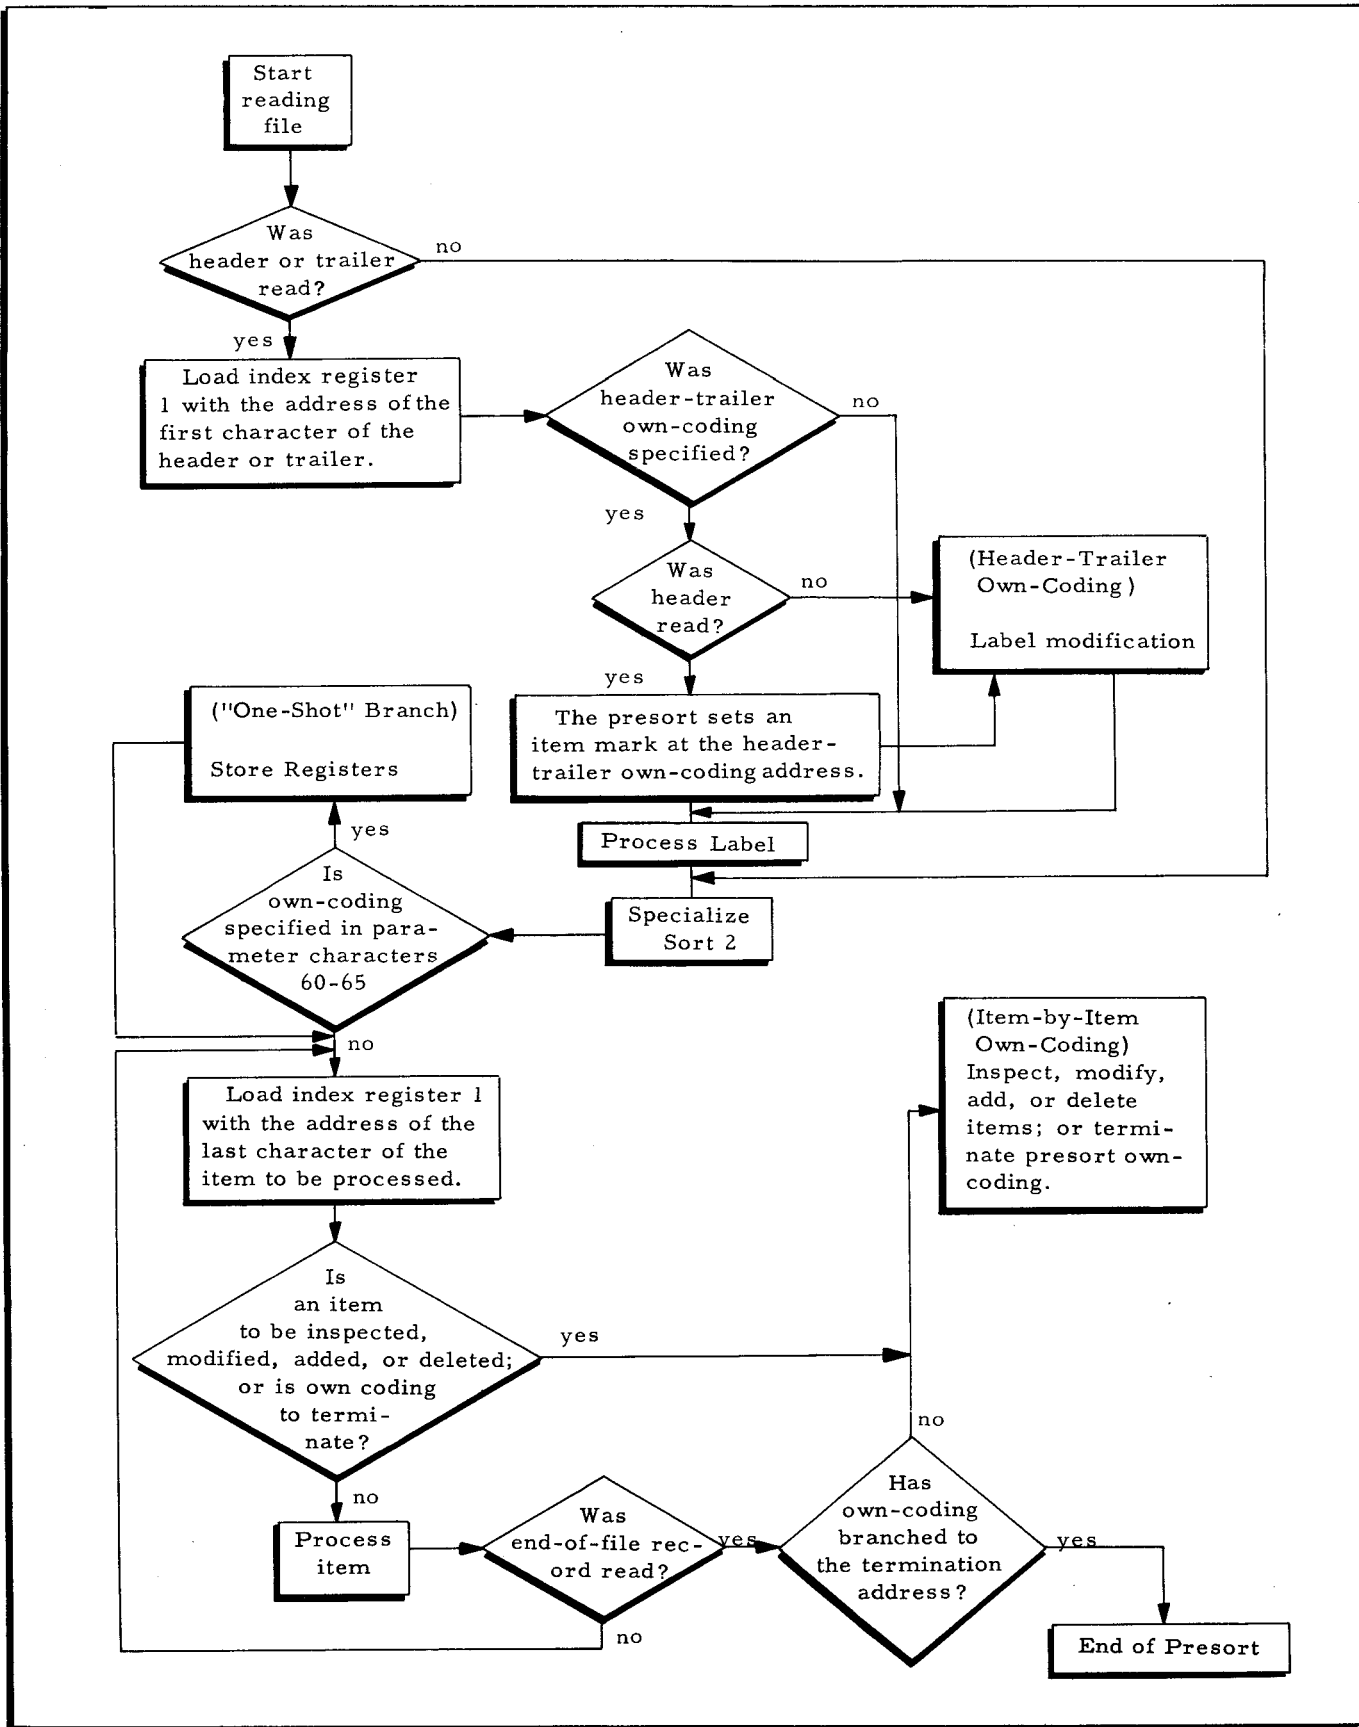 Start
reading
file
Was
header or trailer
read?
no
yes
Load index register
1 with the address of the
first character of the
header or trailer.
Was
header-trailer
own-coding
specified?
no
yes
Was
header
read?
no
(Header-Trailer
Own-Coding)
Label modification
yes
The presort sets an
item mark at the header-
trailer own-coding address.
("One-Shot" Branch)
Store Registers
yes
Process Label
Specialize
Sort 2
Is
own-coding
specified in para-
meter characters
60-65
no
Load index register 1
with the address of the
last character of the
item to be processed.
(Item-by-Item
Own-Coding)
Inspect, modify,
add, or delete
items; or termi-
nate presort own-
coding.
Is
an item
to be inspected,
modified, added, or deleted;
or is own coding
to termi-
nate?
yes
no
Process
item
Was
end-of-file rec-
ord read?
yes
no
Has
own-coding
branched to
the termination
address?
no
yes
End of Presort